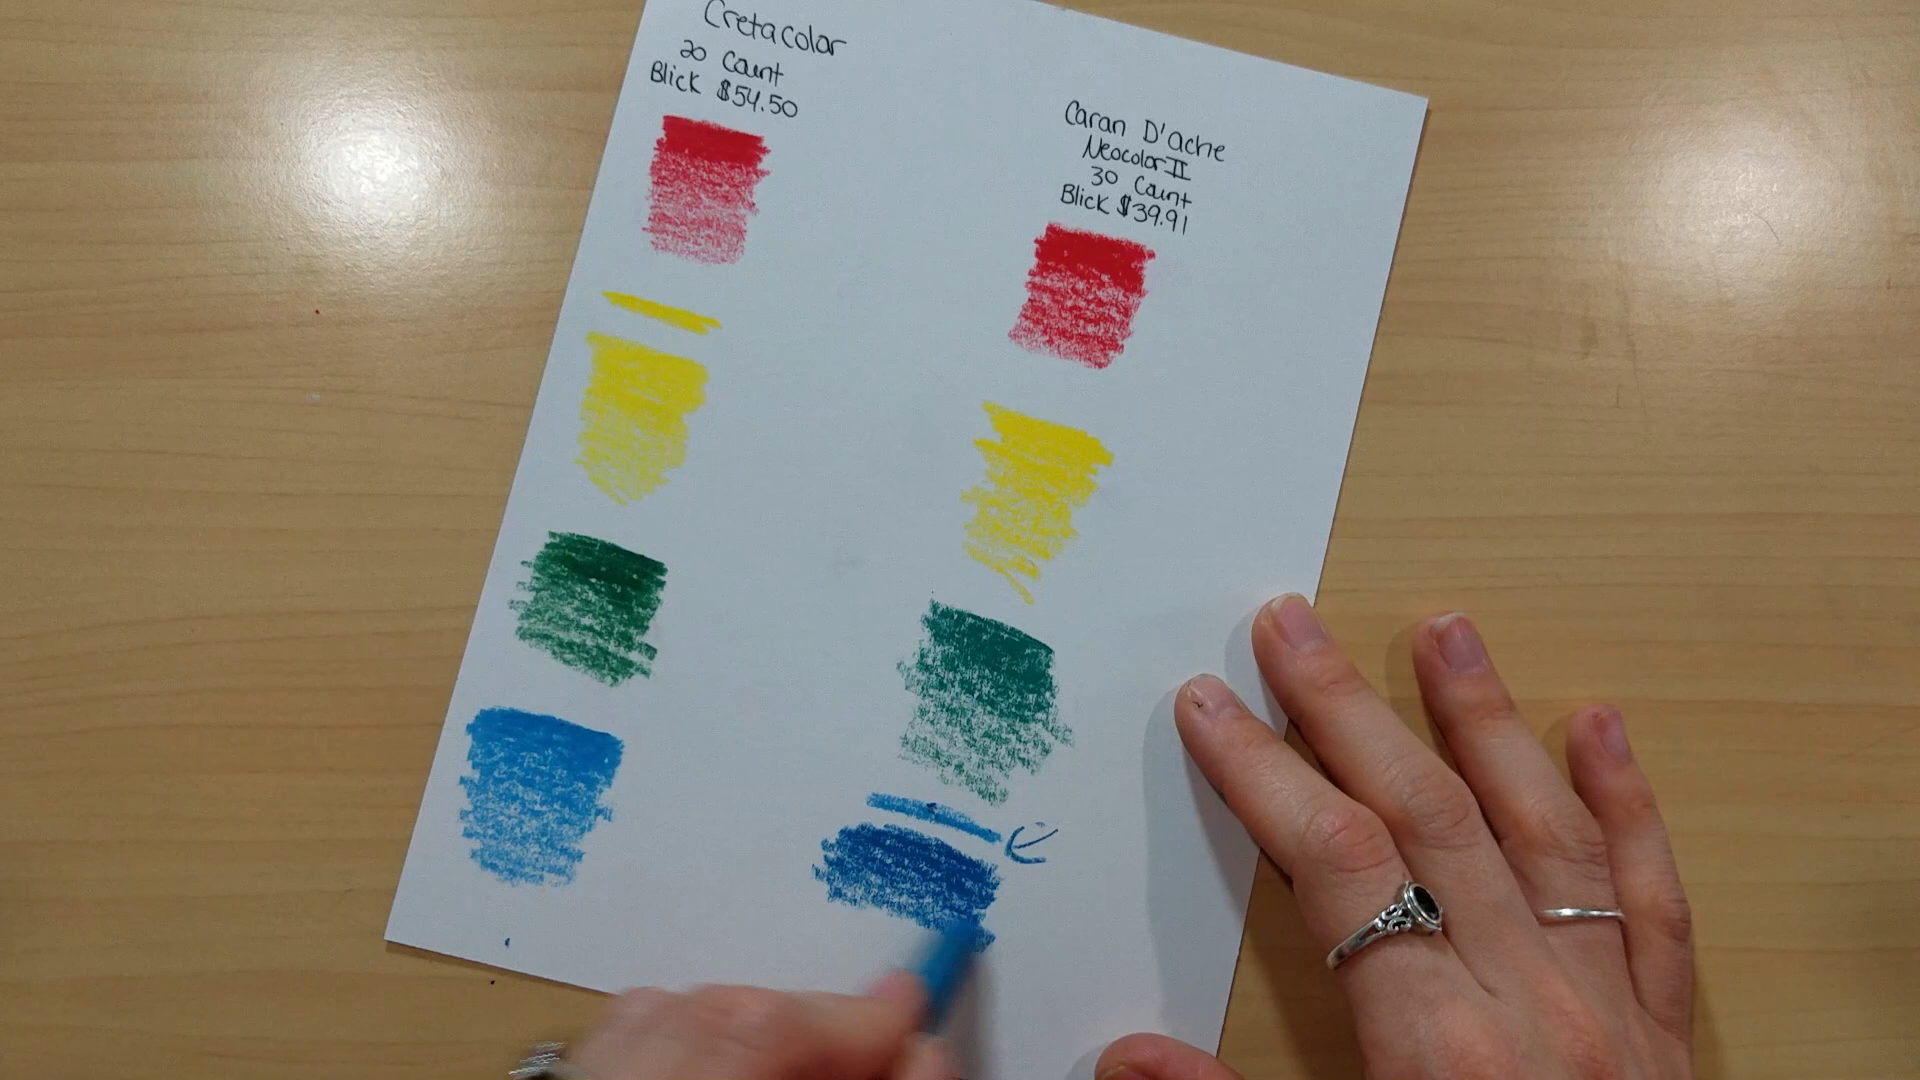 Cretacolor
20 Count
Blick $54.50
Caran D'ache
Neocolor II
30 Count
Blick $39.91